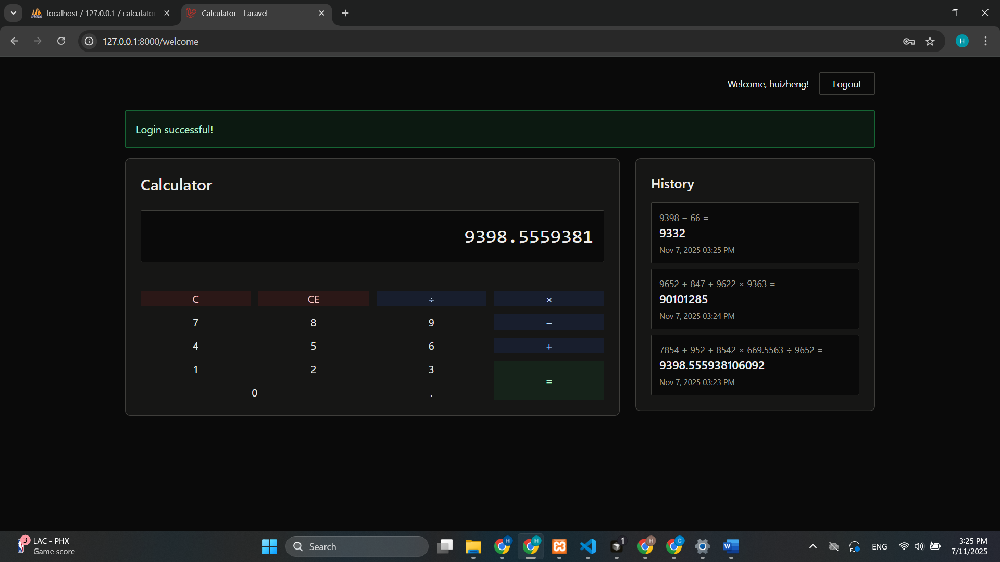 localhost / 127.0.0.1 / calculator
Calculator - Laravel
127.0.0.1:8000/welcome
H
Welcome, huizheng!
Logout
Login successful!
Calculator
9398.5559381
C
CE
÷
×
7
8
9
−
4
5
6
+
1
2
3
=
0
.
History
9398 − 66 =
9332
Nov 7, 2025 03:25 PM
9652 + 847 + 9622 × 9363 =
90101285
Nov 7, 2025 03:24 PM
7854 + 952 + 8542 × 669.5563 ÷ 9652 =
9398.555938106092
Nov 7, 2025 03:23 PM
3
LAC - PHX
Game score
Search
H
H
1
H
C
W
ENG
3:25 PM
7/11/2025